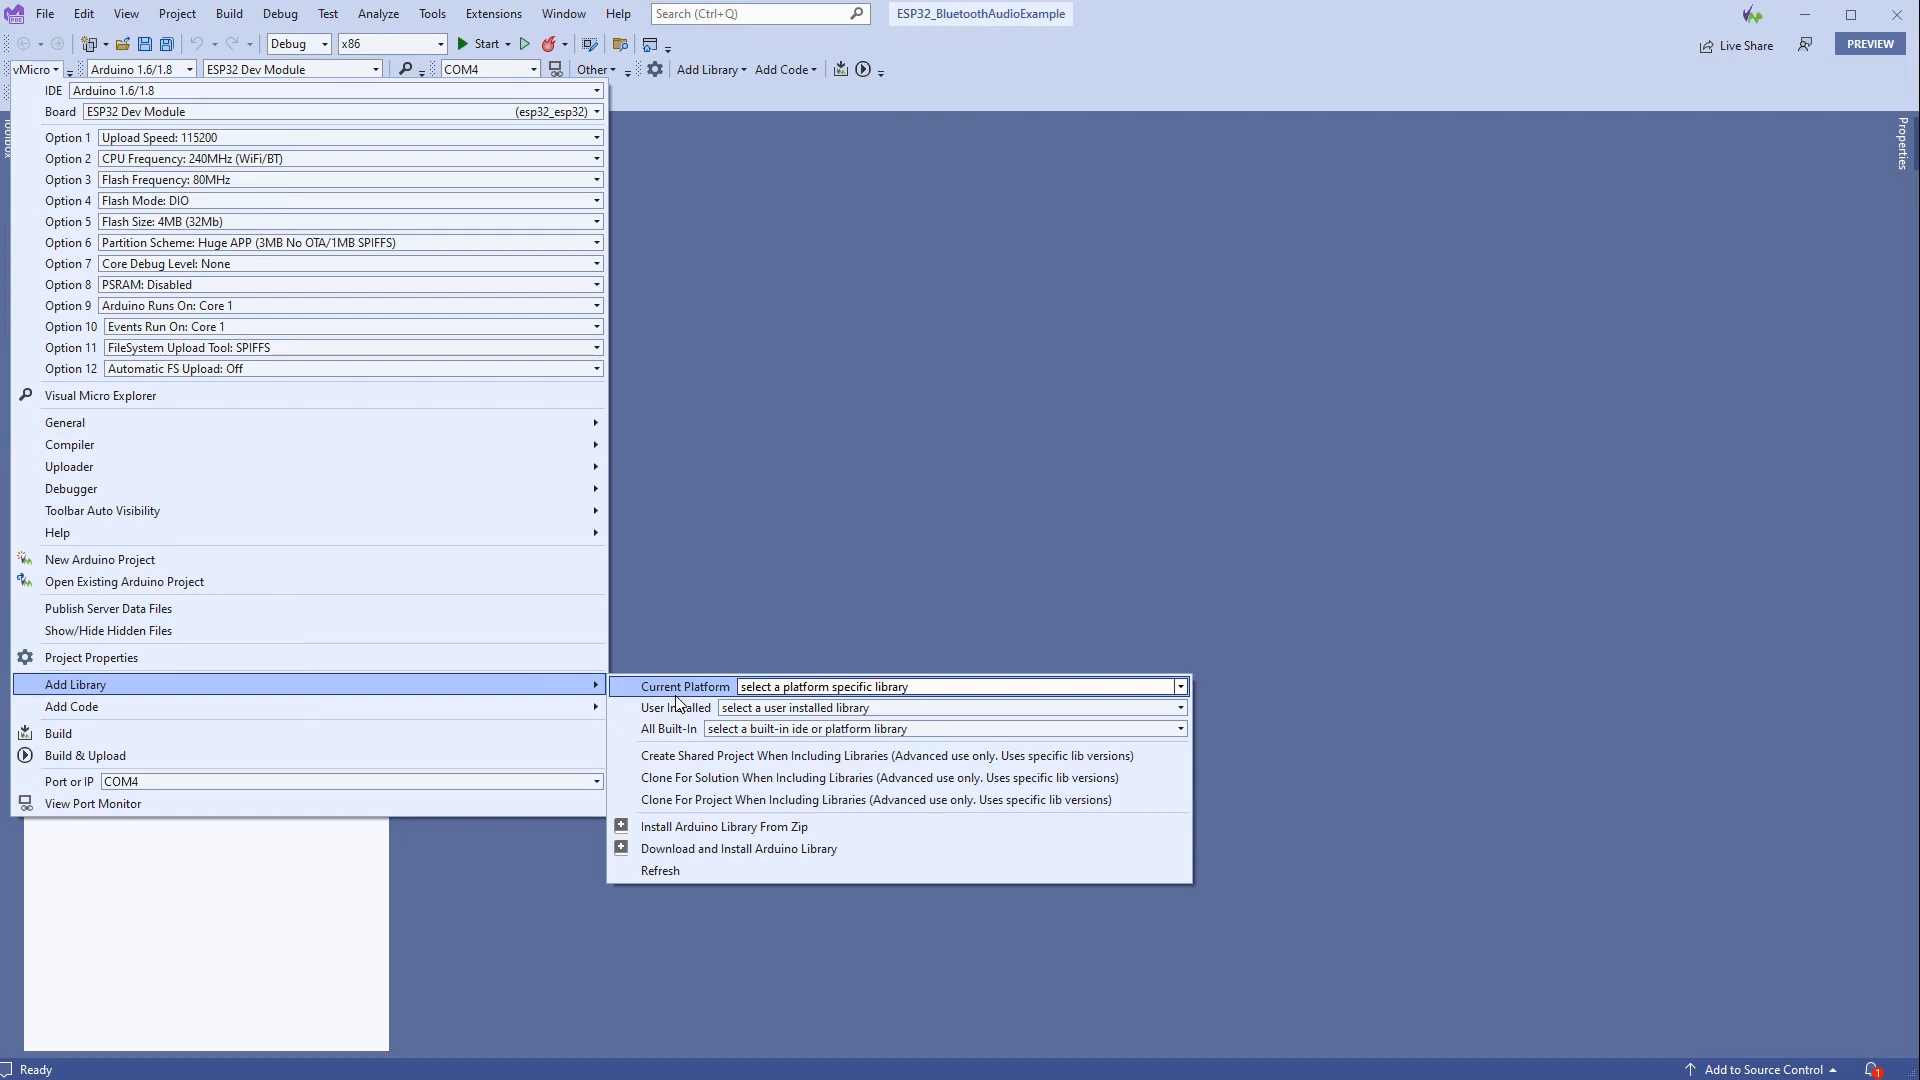 File Edit View Project Build Debug Test Analyze Tools Extensions Window Help Search (Ctrl+Q) ESP32_BluetoothAudioExample
Debug x86 Start Live Share PREVIEW
vMicro Arduino 1.6/1.8 ESP32 Dev Module COM4 Other Add Library Add Code
IDE Arduino 1.6/1.8
Board ESP32 Dev Module (esp32_esp32)
Option 1 Upload Speed: 115200
Option 2 CPU Frequency: 240MHz (WiFi/BT)
Option 3 Flash Frequency: 80MHz
Option 4 Flash Mode: DIO
Option 5 Flash Size: 4MB (32Mb)
Option 6 Partition Scheme: Huge APP (3MB No OTA/1MB SPIFFS)
Option 7 Core Debug Level: None
Option 8 PSRAM: Disabled
Option 9 Arduino Runs On: Core 1
Option 10 Events Run On: Core 1
Option 11 FileSystem Upload Tool: SPIFFS
Option 12 Automatic FS Upload: Off
Visual Micro Explorer
General
Compiler
Uploader
Debugger
Toolbar Auto Visibility
Help
New Arduino Project
Open Existing Arduino Project
Publish Server Data Files
Show/Hide Hidden Files
Project Properties
Add Library
Add Code
Build
Build & Upload
Port or IP COM4
View Port Monitor
Current Platform select a platform specific library
User Installed select a user installed library
All Built-In select a built-in ide or platform library
Create Shared Project When Including Libraries (Advanced use only. Uses specific lib versions)
Clone For Solution When Including Libraries (Advanced use only. Uses specific lib versions)
Clone For Project When Including Libraries (Advanced use only. Uses specific lib versions)
Install Arduino Library From Zip
Download and Install Arduino Library
Refresh
Properties
Ready Add to Source Control 1